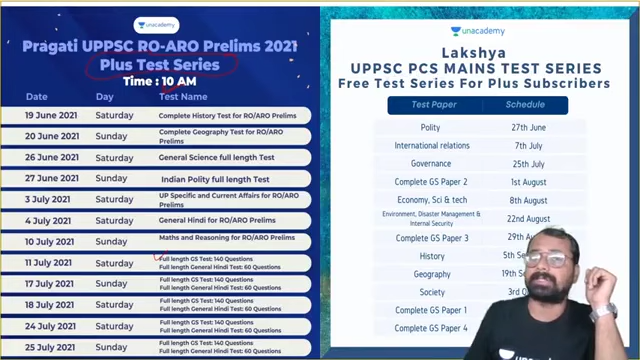 unacademy
Pragati UPPSC RO-ARO Prelims 2021
Plus Test Series
Time : 10 AM
Date Day Test Name
19 June 2021 Saturday Complete History Test for RO/ARO Prelims
20 June 2021 Saturday Complete Geography Test for RO/ARO
Prelims
26 June 2021 Saturday General Science full length Test
27 June 2021 Sunday Indian Polity full length Test
3 July 2021 Saturday UP Specific and Current Affairs for RO/ARO
Prelims
4 July 2021 Saturday General Hindi for RO/ARO Prelims
10 July 2021 Sunday Maths and Reasoning for RO/ARO Prelims
11 July 2021 Saturday Full length GS Test: 140 Questions
Full length General Hindi Test: 60 Questions
17 July 2021 Sunday Full length GS Test: 140 Questions
Full length General Hindi Test: 60 Questions
18 July 2021 Saturday Full length GS Test: 140 Questions
Full length General Hindi Test: 60 Questions
24 July 2021 Saturday Full length GS Test: 140 Questions
Full length General Hindi Test: 60 Questions
25 July 2021 Sunday Full length GS Test: 140 Questions
Full length General Hindi Test: 60 Questions
unacademy
Lakshya
UPPSC PCS MAINS TEST SERIES
Free Test Series For Plus Subscribers
Test Paper Schedule
Polity 27th June
International relations 7th July
Governance 25th July
Complete GS Paper 2 1st August
Economy, Sci & tech 8th August
Environment, Disaster Management &
Internal Security 22nd August
Complete GS Paper 3 29th
History 5th
Geography 19th
Society 3rd
Complete GS Paper 1
Complete GS Paper 4
unacademy